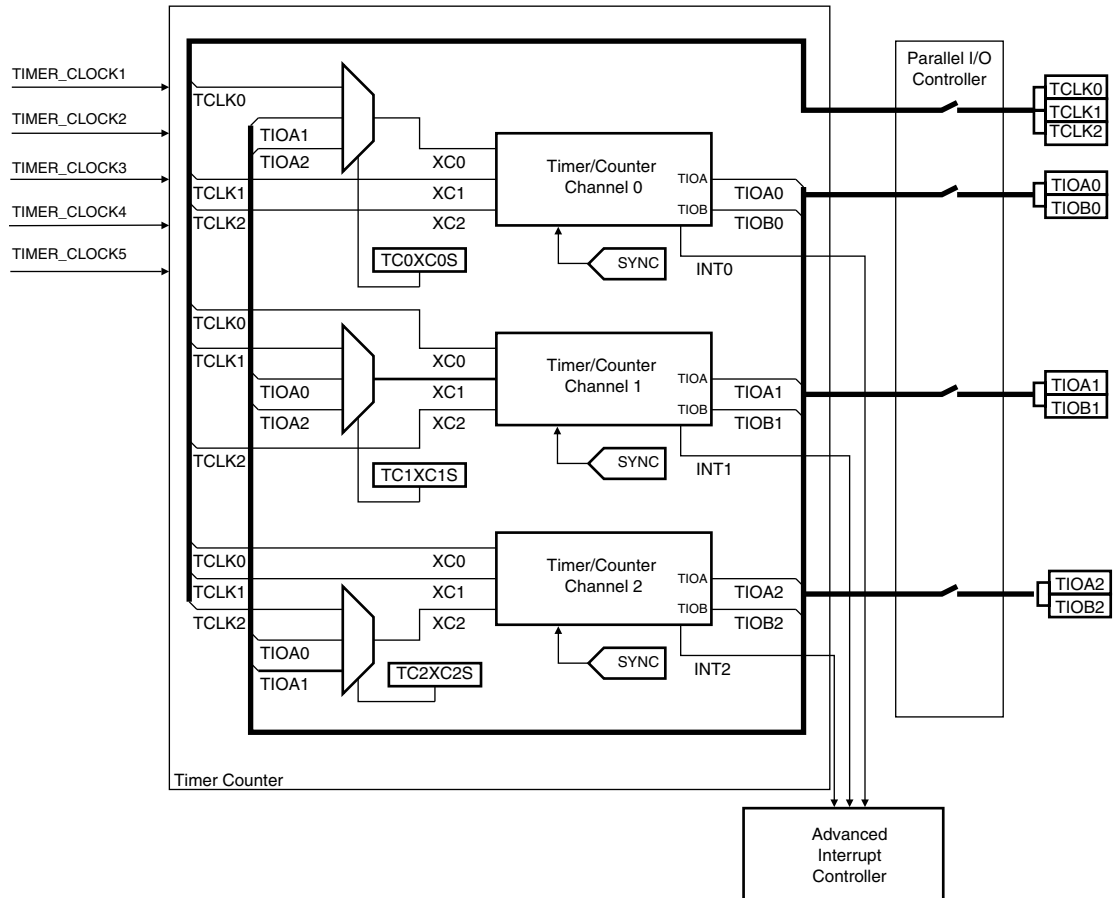 TIMER_CLOCK1
TIMER_CLOCK2
TIMER_CLOCK3
TIMER_CLOCK4
TIMER_CLOCK5
TCLK0
TIOA1
TIOA2
TCLK1
TCLK2
XC0
XC1
XC2
TC0XC0S
Timer/Counter
Channel 0
TIOA
TIOB
TIOA0
TIOB0
SYNC
INT0
TCLK0
TCLK1
TIOA0
TIOA2
TCLK2
XC0
XC1
XC2
TC1XC1S
Timer/Counter
Channel 1
TIOA
TIOB
TIOA1
TIOB1
SYNC
INT1
TCLK0
TCLK1
TCLK2
TIOA0
TIOA1
XC0
XC1
XC2
TC2XC2S
Timer/Counter
Channel 2
TIOA
TIOB
TIOA2
TIOB2
SYNC
INT2
Timer Counter
Parallel I/O
Controller
TCLK0
TCLK1
TCLK2
TIOA0
TIOB0
TIOA1
TIOB1
TIOA2
TIOB2
Advanced
Interrupt
Controller